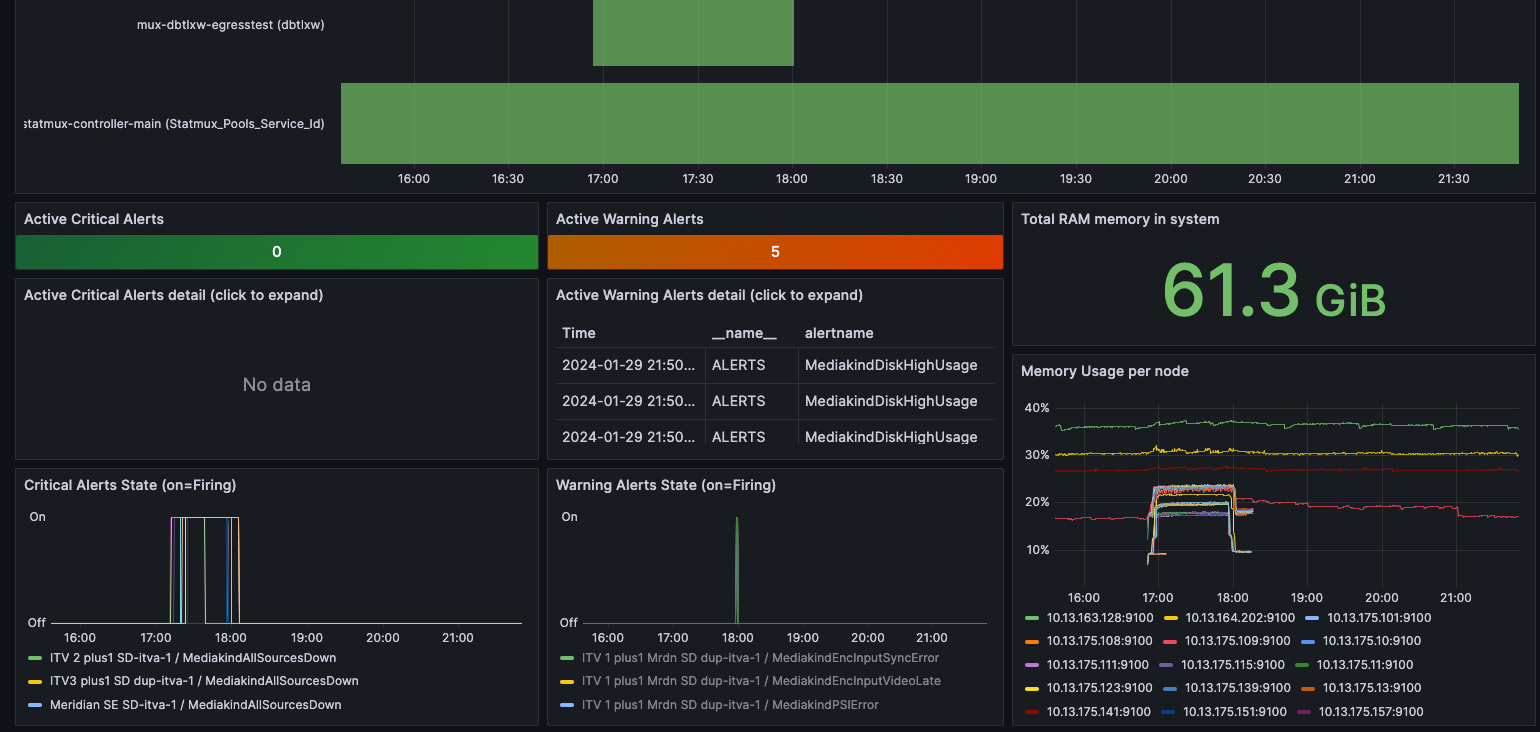 mux-dbtlxw-egresstest (dbtlxw)
statmux-controller-main (Statmux_Pools_Service_Id)
16:00 16:30 17:00 17:30 18:00 18:30 19:00 19:30 20:00 20:30 21:00 21:30
Active Critical Alerts
0
Active Critical Alerts detail (click to expand)
No data
Critical Alerts State (on=Firing)
On
Off
16:00 17:00 18:00 19:00 20:00 21:00
ITV 2 plus1 SD-itva-1 / MediakindAllSourcesDown
ITV3 plus1 SD dup-itva-1 / MediakindAllSourcesDown
Meridian SE SD-itva-1 / MediakindAllSourcesDown
Active Warning Alerts
5
Active Warning Alerts detail (click to expand)
Time __name__ alertname
2024-01-29 21:50... ALERTS MediakindDiskHighUsage
2024-01-29 21:50... ALERTS MediakindDiskHighUsage
2024-01-29 21:50... ALERTS MediakindDiskHighUsage
Warning Alerts State (on=Firing)
On
Off
16:00 17:00 18:00 19:00 20:00 21:00
ITV 1 plus1 Mrdn SD dup-itva-1 / MediakindEncInputSyncError
ITV 1 plus1 Mrdn SD dup-itva-1 / MediakindEncInputVideoLate
ITV 1 plus1 Mrdn SD dup-itva-1 / MediakindPSIError
Total RAM memory in system
61.3 GiB
Memory Usage per node
40%
30%
20%
10%
16:00 17:00 18:00 19:00 20:00 21:00
10.13.163.128:9100 10.13.164.202:9100 10.13.175.101:9100
10.13.175.108:9100 10.13.175.109:9100 10.13.175.10:9100
10.13.175.111:9100 10.13.175.115:9100 10.13.175.11:9100
10.13.175.123:9100 10.13.175.139:9100 10.13.175.13:9100
10.13.175.141:9100 10.13.175.151:9100 10.13.175.157:9100